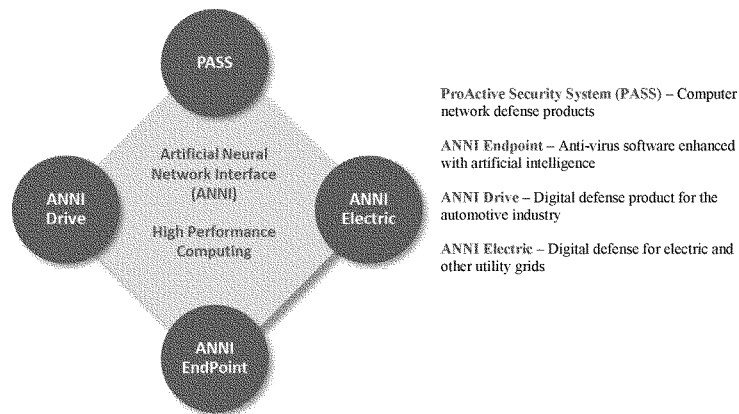 PASS
Artificial Neural
Network Interface
(ANNI)
High Performance
Computing
ANNI
Drive
ANNI
Electric
ANNI
EndPoint
ProActive Security System (PASS) – Computer
network defense products
ANNI Endpoint – Anti-virus software enhanced
with artificial intelligence
ANNI Drive – Digital defense product for the
automotive industry
ANNI Electric – Digital defense for electric and
other utility grids